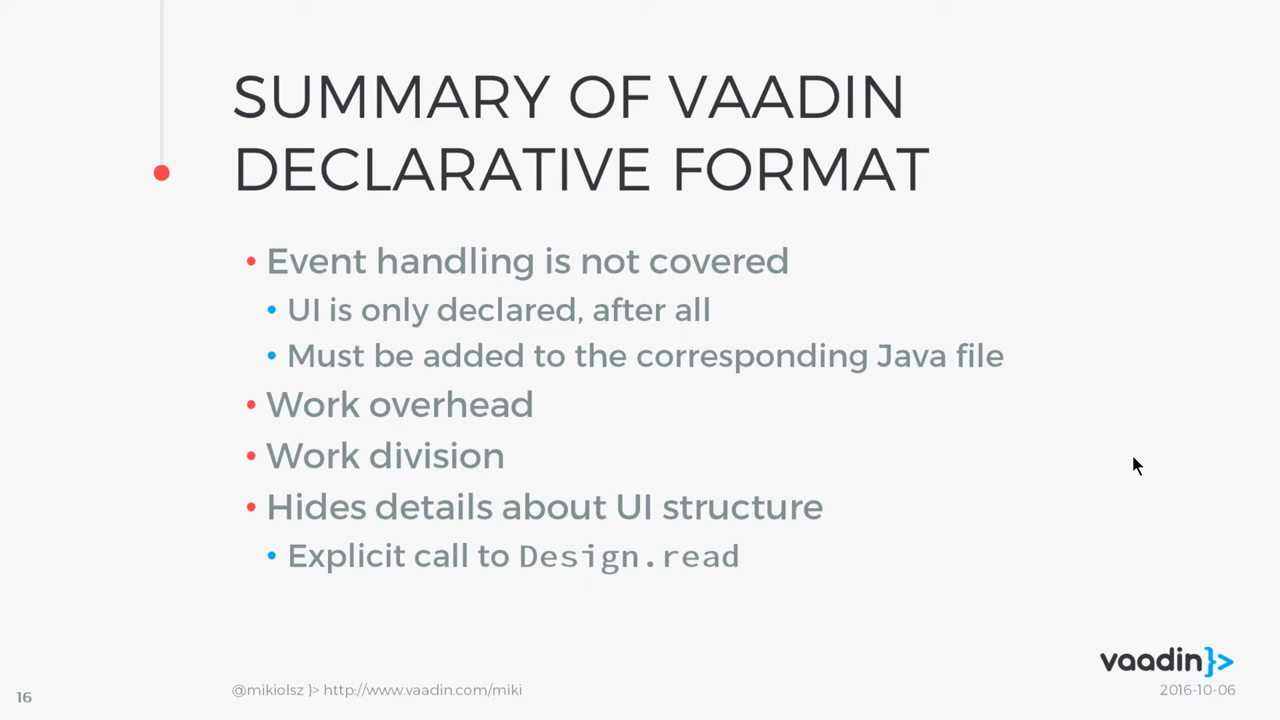 SUMMARY OF VAADIN
DECLARATIVE FORMAT
• Event handling is not covered
• UI is only declared, after all
• Must be added to the corresponding Java file
• Work overhead
• Work division
• Hides details about UI structure
• Explicit call to Design.read
vaadin}>
16
@mikiolsz }> http://www.vaadin.com/miki
2016-10-06